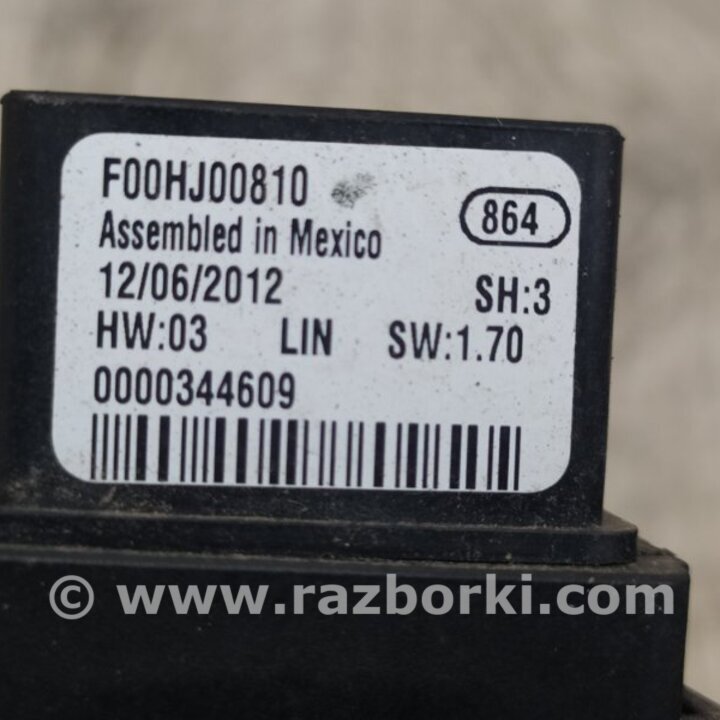 F00HJ00810
864
Assembled in Mexico
12/06/2012 SH:3
HW:03 LIN SW:1.70
0000344609
© www.razborki.com